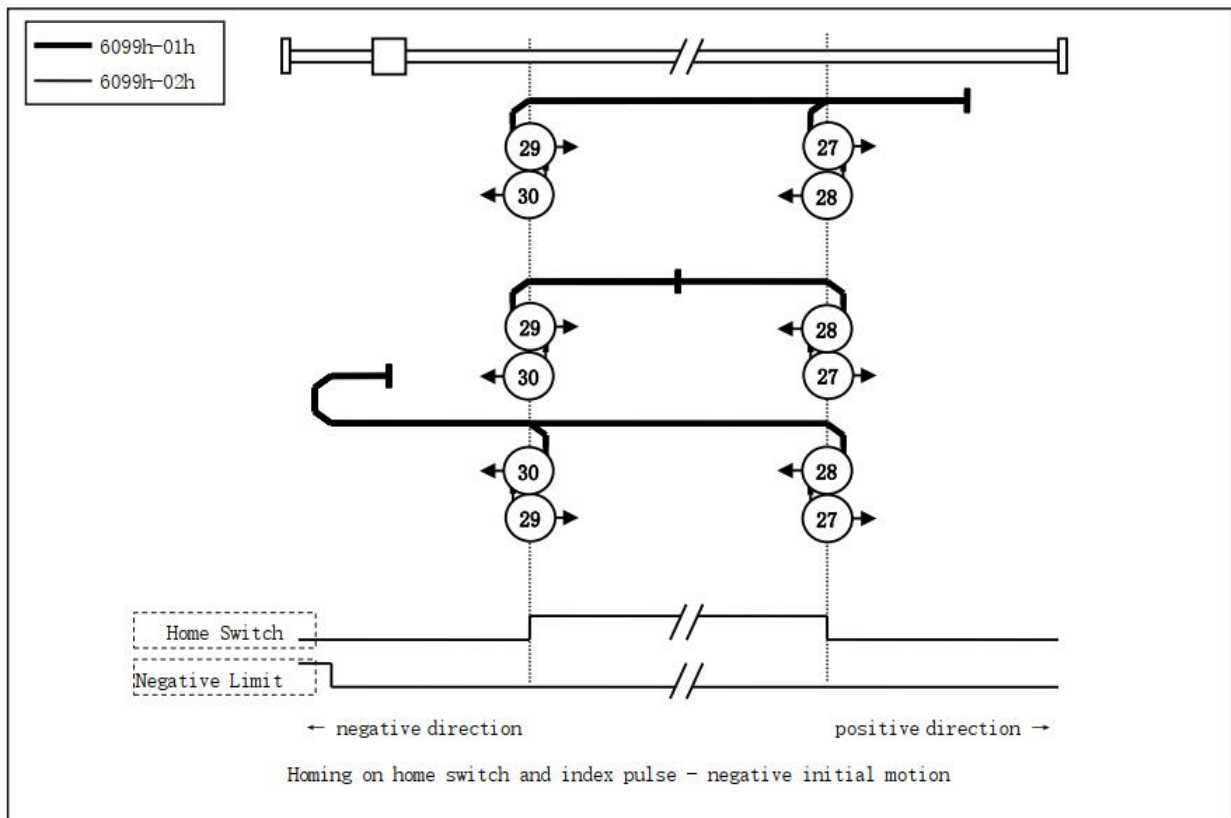 6099h-01h
6099h-02h
29
27
30
28
29
28
30
27
30
28
29
27
Home Switch
Negative Limit
← negative direction
positive direction →
Homing on home switch and index pulse - negative initial motion